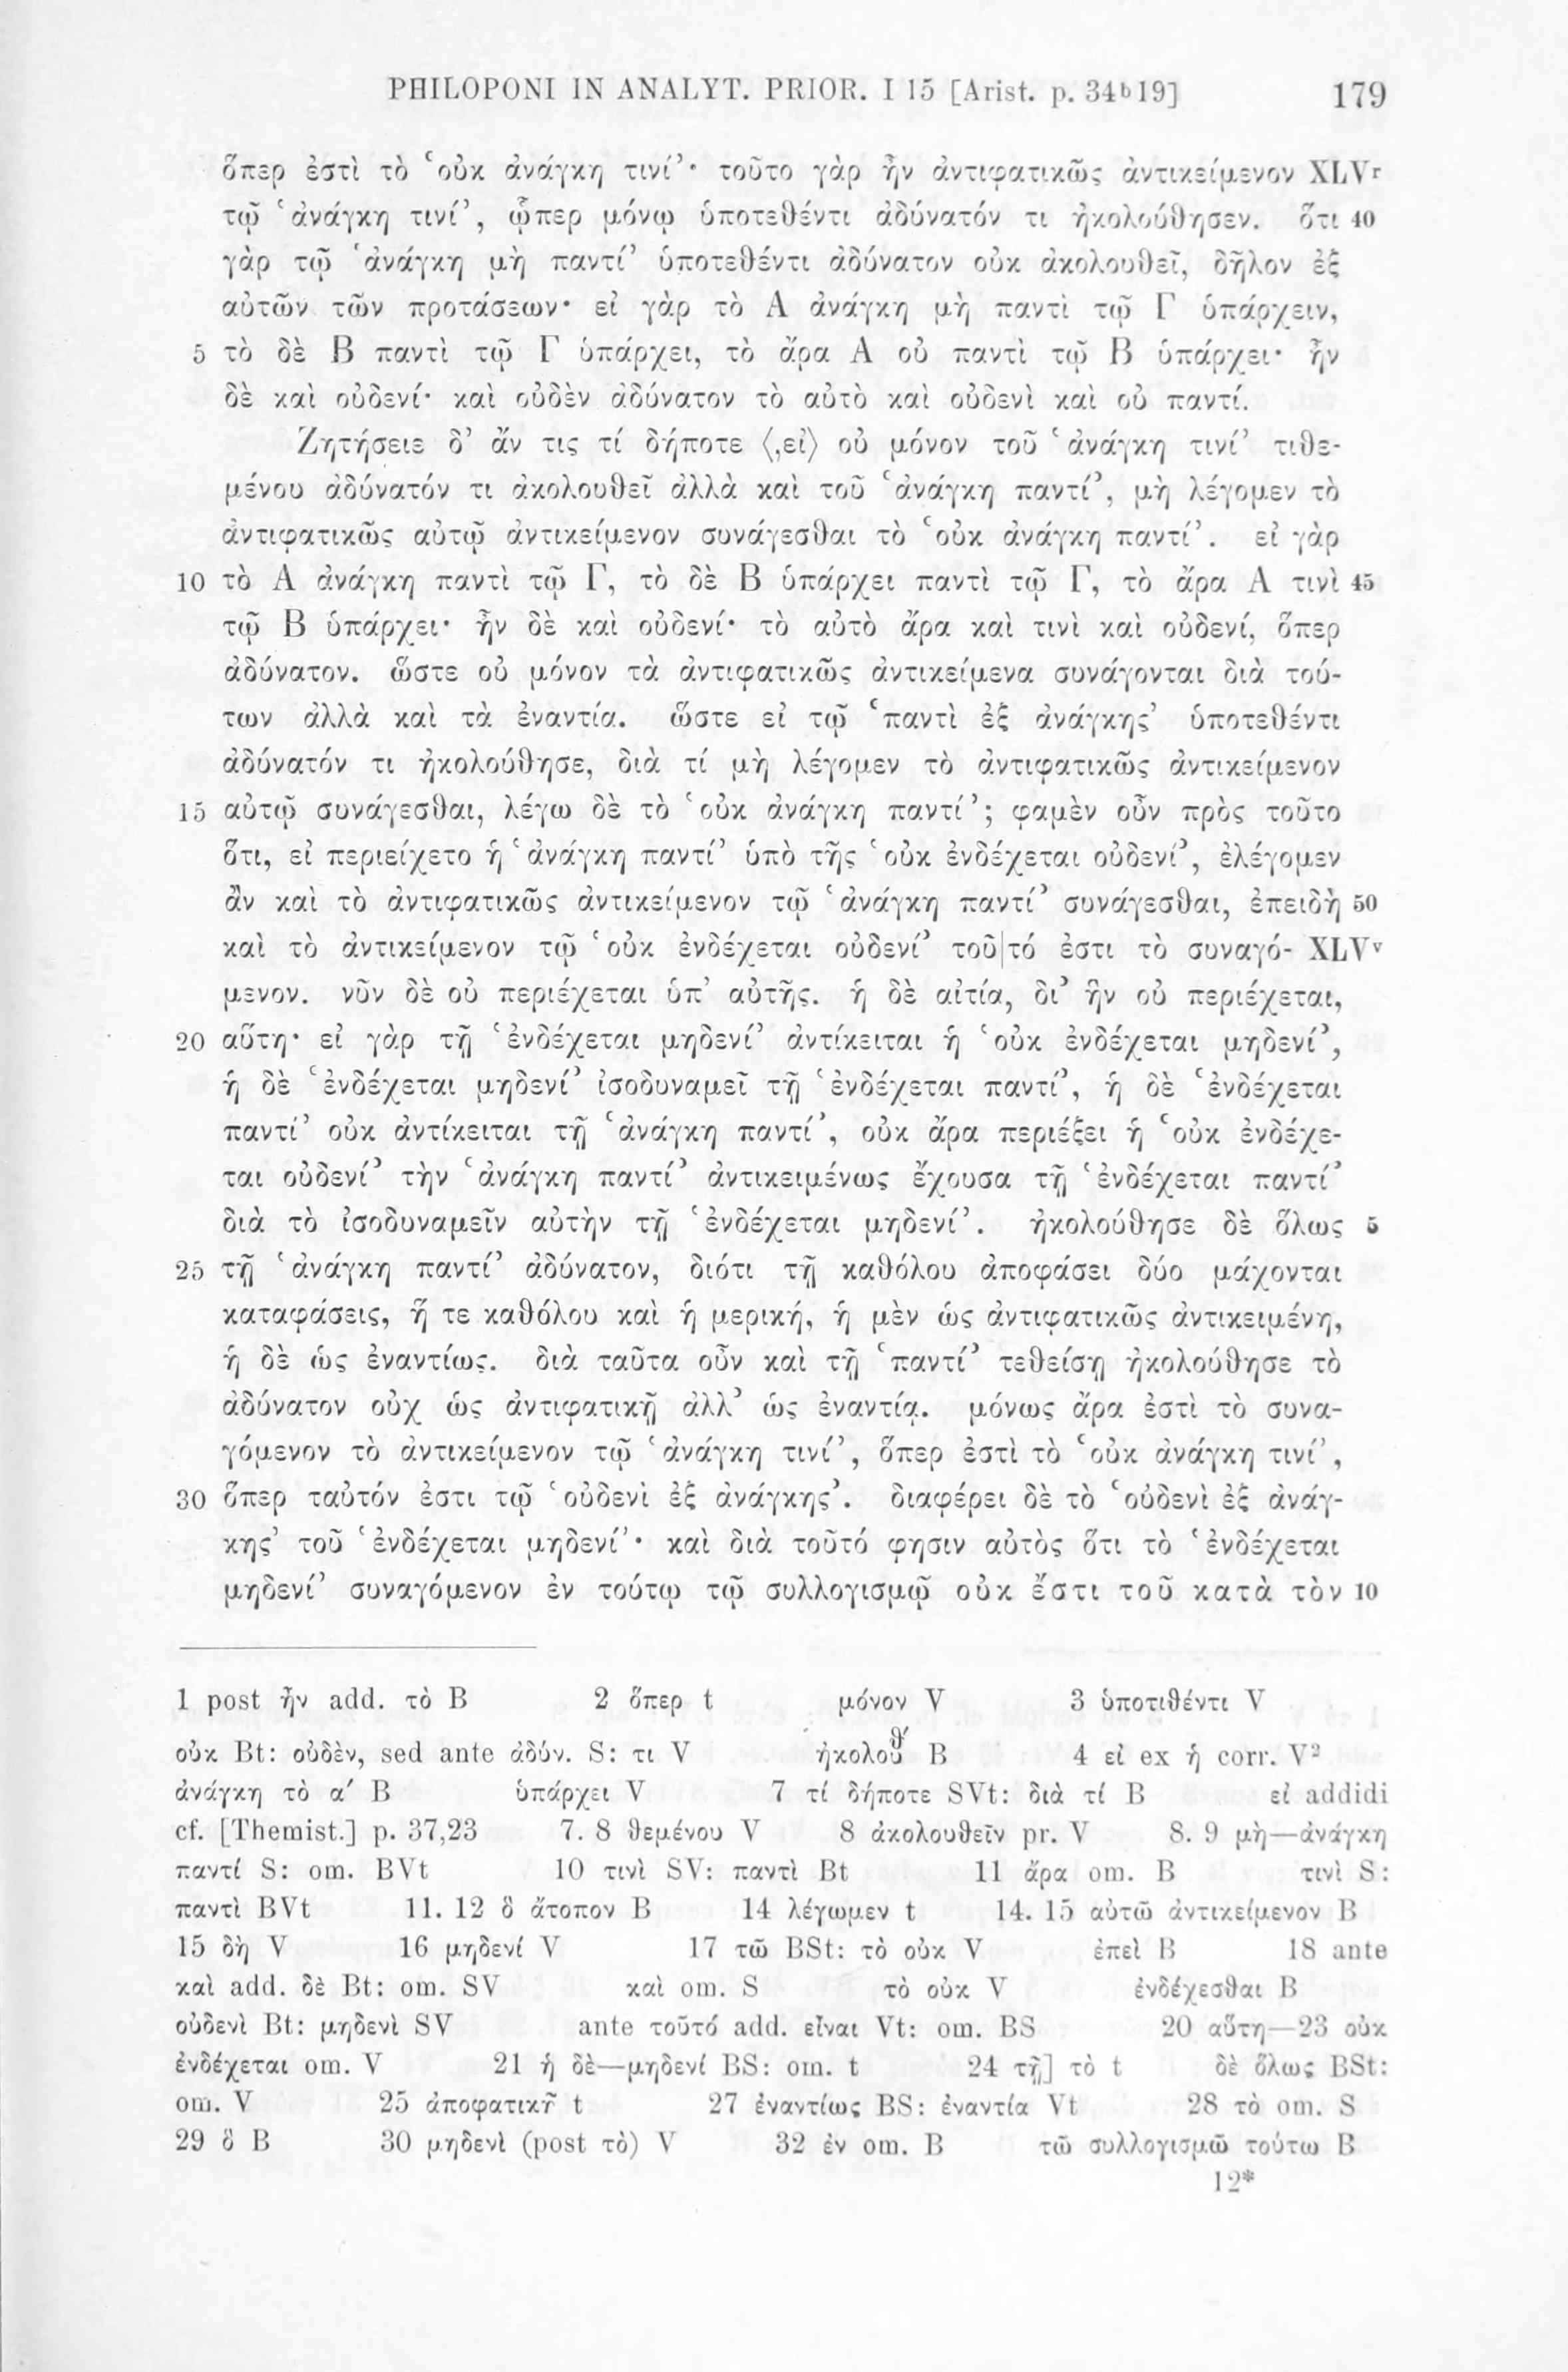 PHILOPONI IN ANALYT. PRIOR. I 15 [Arist. p. 34ᵇ19] 179
ὅπερ ἐστὶ τὸ ‘οὐκ ἀνάγκη τινί’· τοῦτο γὰρ ἦν ἀντιφατικῶς ἀντικείμενον XLVʳ
τῷ ‘ἀνάγκη τινί’, ᾧπερ μόνῳ ὑποτεθέντι ἀδύνατόν τι ἠκολούθησεν. ὅτι 40
γὰρ τῷ ‘ἀνάγκη μὴ παντί’ ὑποτεθέντι ἀδύνατον οὐκ ἀκολουθεῖ, δῆλον ἐξ
αὐτῶν τῶν προτάσεων· εἰ γὰρ τὸ Α ἀνάγκη μὴ παντὶ τῷ Γ ὑπάρχειν,
5 τὸ δὲ Β παντὶ τῷ Γ ὑπάρχει, τὸ ἄρα Α οὐ παντὶ τῷ Β ὑπάρχει· ἦν
δὲ καὶ οὐδενί· καὶ οὐδὲν ἀδύνατον τὸ αὐτὸ καὶ οὐδενὶ καὶ οὐ παντί.
Ζητήσειε δ’ ἄν τις τί δήποτε ⟨,εἰ⟩ οὐ μόνον τοῦ ‘ἀνάγκη τινί’ τιθε-
μένου ἀδύνατόν τι ἀκολουθεῖ ἀλλὰ καὶ τοῦ ‘ἀνάγκη παντί’, μὴ λέγομεν τὸ
ἀντιφατικῶς αὐτῷ ἀντικείμενον συνάγεσθαι τὸ ‘οὐκ ἀνάγκη παντί’. εἰ γὰρ
10 τὸ Α ἀνάγκη παντὶ τῷ Γ, τὸ δὲ Β ὑπάρχει παντὶ τῷ Γ, τὸ ἄρα Α τινὶ 45
τῷ Β ὑπάρχει· ἦν δὲ καὶ οὐδενί· τὸ αὐτὸ ἄρα καὶ τινὶ καὶ οὐδενί, ὅπερ
ἀδύνατον. ὥστε οὐ μόνον τὰ ἀντιφατικῶς ἀντικείμενα συνάγονται διὰ τού-
των ἀλλὰ καὶ τὰ ἐναντία. ὥστε εἰ τῷ ‘παντὶ ἐξ ἀνάγκης’ ὑποτεθέντι
ἀδύνατόν τι ἠκολούθησε, διὰ τί μὴ λέγομεν τὸ ἀντιφατικῶς ἀντικείμενον
15 αὐτῷ συνάγεσθαι, λέγω δὲ τὸ ‘οὐκ ἀνάγκη παντί’; φαμὲν οὖν πρὸς τοῦτο
ὅτι, εἰ περιείχετο ἡ ‘ἀνάγκη παντί’ ὑπὸ τῆς ‘οὐκ ἐνδέχεται οὐδενί’, ἐλέγομεν
ἂν καὶ τὸ ἀντιφατικῶς ἀντικείμενον τῷ ‘ἀνάγκη παντί’ συνάγεσθαι, ἐπειδὴ 50
καὶ τὸ ἀντικείμενον τῷ ‘οὐκ ἐνδέχεται οὐδενί’ τοῦ|τό ἐστι τὸ συναγό- XLVᵛ
μενον. νῦν δὲ οὐ περιέχεται ὑπ’ αὐτῆς. ἡ δὲ αἰτία, δι’ ἣν οὐ περιέχεται,
20 αὕτη· εἰ γὰρ τῇ ‘ἐνδέχεται μηδενί’ ἀντίκειται ἡ ‘οὐκ ἐνδέχεται μηδενί’,
ἡ δὲ ‘ἐνδέχεται μηδενί’ ἰσοδυναμεῖ τῇ ‘ἐνδέχεται παντί’, ἡ δὲ ‘ἐνδέχεται
παντί’ οὐκ ἀντίκειται τῇ ‘ἀνάγκη παντί’, οὐκ ἄρα περιέξει ἡ ‘οὐκ ἐνδέχε-
ται οὐδενί’ τὴν ‘ἀνάγκη παντί’ ἀντικειμένως ἔχουσα τῇ ‘ἐνδέχεται παντί’
διὰ τὸ ἰσοδυναμεῖν αὐτὴν τῇ ‘ἐνδέχεται μηδενί’. ἠκολούθησε δὲ ὅλως 5
25 τῇ ‘ἀνάγκη παντί’ ἀδύνατον, διότι τῇ καθόλου ἀποφάσει δύο μάχονται
καταφάσεις, ἥ τε καθόλου καὶ ἡ μερική, ἡ μὲν ὡς ἀντιφατικῶς ἀντικειμένη,
ἡ δὲ ὡς ἐναντίως. διὰ ταῦτα οὖν καὶ τῇ ‘παντί’ τεθείσῃ ἠκολούθησε τὸ
ἀδύνατον οὐχ ὡς ἀντιφατικῇ ἀλλ’ ὡς ἐναντίᾳ. μόνως ἄρα ἐστὶ τὸ συνα-
γόμενον τὸ ἀντικείμενον τῷ ‘ἀνάγκη τινί’, ὅπερ ἐστὶ τὸ ‘οὐκ ἀνάγκη τινί’,
30 ὅπερ ταὐτόν ἐστι τῷ ‘οὐδενὶ ἐξ ἀνάγκης’. διαφέρει δὲ τὸ ‘οὐδενὶ ἐξ ἀνάγ-
κης’ τοῦ ‘ἐνδέχεται μηδενί’· καὶ διὰ τοῦτό φησιν αὐτὸς ὅτι τὸ ‘ἐνδέχεται
μηδενί’ συναγόμενον ἐν τούτῳ τῷ συλλογισμῷ οὐκ ἔστι τοῦ κατὰ τὸν 10
1 post ἦν add. τὸ B 2 ὅπερ t μόνον V 3 ὑποτιθέντι V
οὐκ Bt: οὐδὲν, sed ante ἀδύν. S: τι V ἠκολοὐθ B 4 εἰ ex ἡ corr. V²
ἀνάγκη τὸ α′ B ὑπάρχει V 7 τί δήποτε SVt: διὰ τί B εἰ addidi
cf. [Themist.] p. 37,23 7. 8 θεμένου V 8 ἀκολουθεῖν pr. V 8. 9 μὴ—ἀνάγκη
παντί S: om. BVt 10 τινὶ SV: παντὶ Bt 11 ἄρα om. B τινὶ S:
παντὶ BVt 11. 12 ὃ ἄτοπον B 14 λέγωμεν t 14. 15 αὐτῶ ἀντικείμενον B
15 δὴ V 16 μηδενί V 17 τῶ BSt: τὸ οὐκ V ἐπεὶ B 18 ante
καὶ add. δὲ Bt: om. SV καὶ om. S τὸ οὐκ V ἐνδέχεσθαι B
οὐδενὶ Bt: μηδενὶ SV ante τοῦτό add. εἶναι Vt: om. BS 20 αὕτη—23 οὐκ
ἐνδέχεται om. V 21 ἡ δὲ—μηδενί BS: om. t 24 τῇ] τὸ t δὲ ὅλως BSt:
om. V 25 ἀποφατικῇ t 27 ἐναντίως BS: ἐναντία Vt 28 τὸ om. S
29 ὃ B 30 μηδενὶ (post τὸ) V 32 ἐν om. B τῶ συλλογισμῶ τούτω B
12*